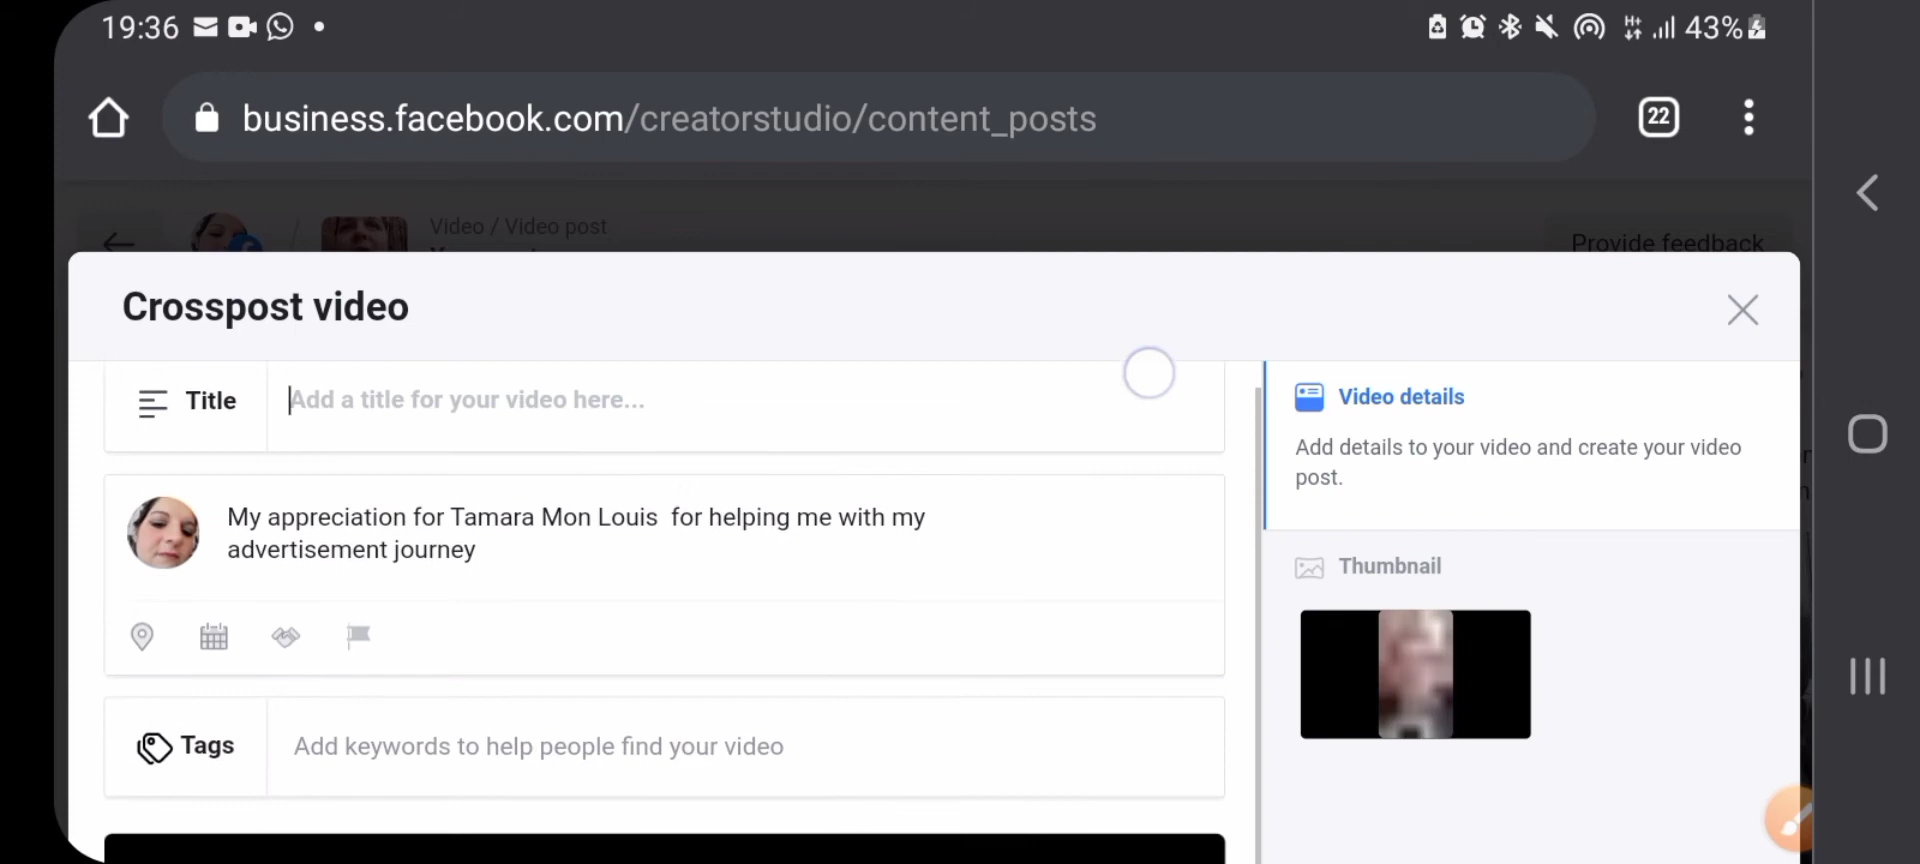 19:36
43%
business.facebook.com/creatorstudio/content_posts
22
Video / Video post
Provide feedback
Crosspost video
Title
Add a title for your video here...
My appreciation for Tamara Mon Louis  for helping me with my
advertisement journey
Tags
Add keywords to help people find your video
Video details
Add details to your video and create your video
post.
Thumbnail